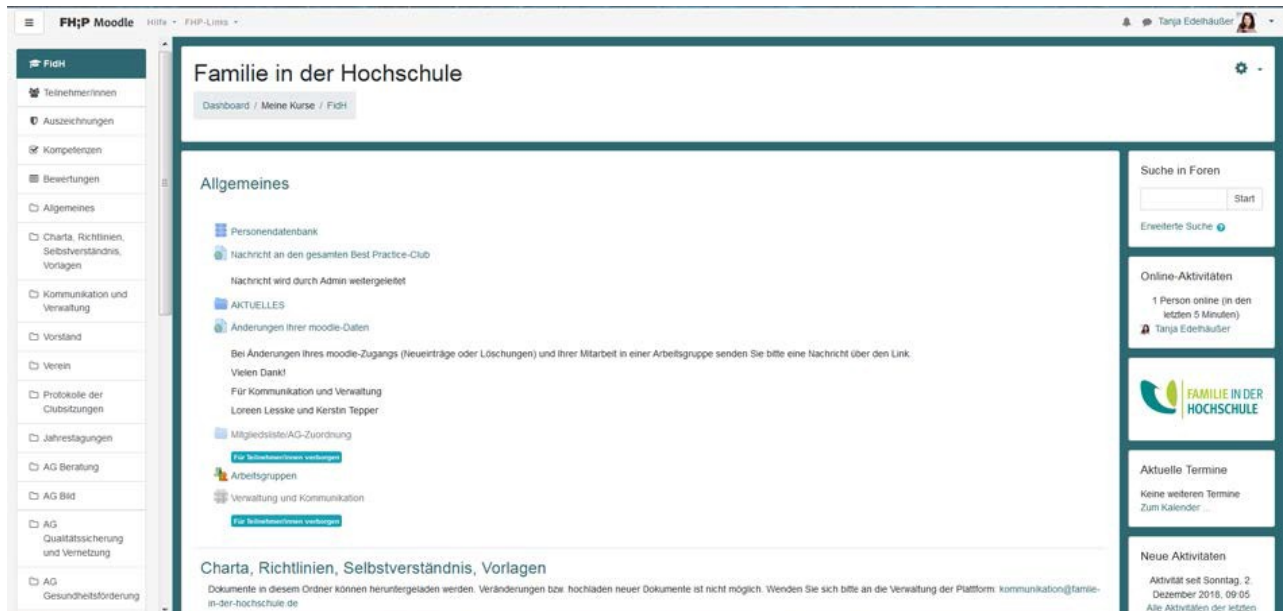 FH;P Moodle Hilfe FHP-Links Tanja Edelhäußer
FidH
Teilnehmer/innen
Auszeichnungen
Kompetenzen
Bewertungen
Allgemeines
Charta, Richtlinien,
Selbstverständnis,
Vorlagen
Kommunikation und
Verwaltung
Vorstand
Verein
Protokolle der
Clubsitzungen
Jahrestagungen
AG Beratung
AG Bild
AG
Qualitätssicherung
und Vernetzung
AG
Gesundheitsförderung
Familie in der Hochschule
Dashboard / Meine Kurse / FidH
Allgemeines
Personendatenbank
Nachricht an den gesamten Best Practice-Club
Nachricht wird durch Admin weitergeleitet
AKTUELLES
Änderungen Ihrer moodle-Daten
Bei Änderungen Ihres moodle-Zugangs (Neueinträge oder Löschungen) und Ihrer Mitarbeit in einer Arbeitsgruppe senden Sie bitte eine Nachricht über den Link.
Vielen Dank!
Für Kommunikation und Verwaltung
Loreen Lesske und Kerstin Tepper
Mitgliedsliste/AG-Zuordnung
Für Teilnehmer/innen verborgen
Arbeitsgruppen
Verwaltung und Kommunikation
Für Teilnehmer/innen verborgen
Charta, Richtlinien, Selbstverständnis, Vorlagen
Dokumente in diesem Ordner können heruntergeladen werden. Veränderungen bzw. hochladen neuer Dokumente ist nicht möglich. Wenden Sie sich bitte an die Verwaltung der Plattform: kommunikation@familie-
in-der-hochschule.de
Suche in Foren
Start
Erweiterte Suche
Online-Aktivitäten
1 Person online (in den
letzten 5 Minuten)
Tanja Edelhäußer
FAMILIE IN DER
HOCHSCHULE
Aktuelle Termine
Keine weiteren Termine
Zum Kalender ...
Neue Aktivitäten
Aktivität seit Sonntag, 2.
Dezember 2018, 09:05
Alle Aktivitäten der letzten